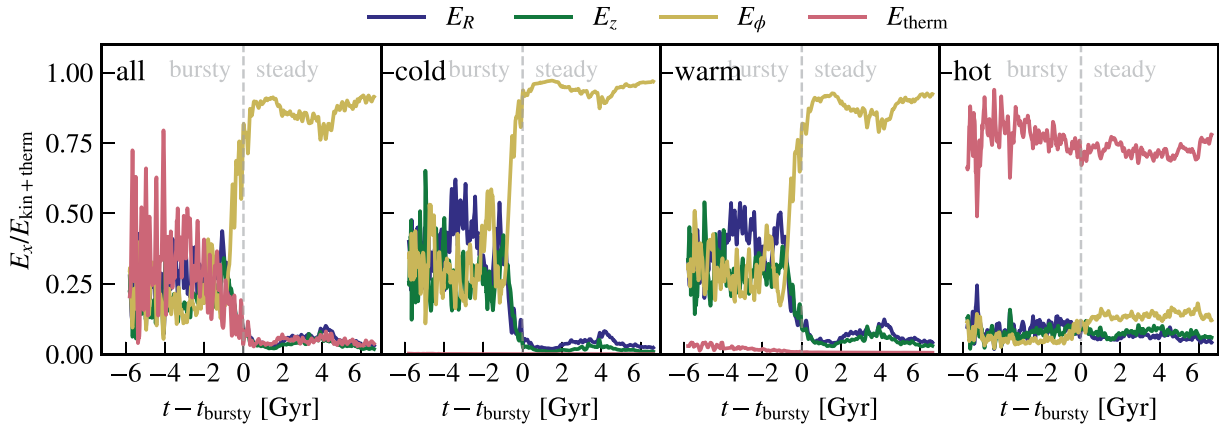 E_R E_z E_ϕ E_therm
all bursty steady cold bursty steady warm bursty steady hot bursty steady
1.00
0.75
0.50
0.25
0.00
E_x/E_kin + therm
−6 −4 −2 0 2 4 6 −6 −4 −2 0 2 4 6 −6 −4 −2 0 2 4 6 −6 −4 −2 0 2 4 6
t − t_bursty [Gyr] t − t_bursty [Gyr] t − t_bursty [Gyr] t − t_bursty [Gyr]